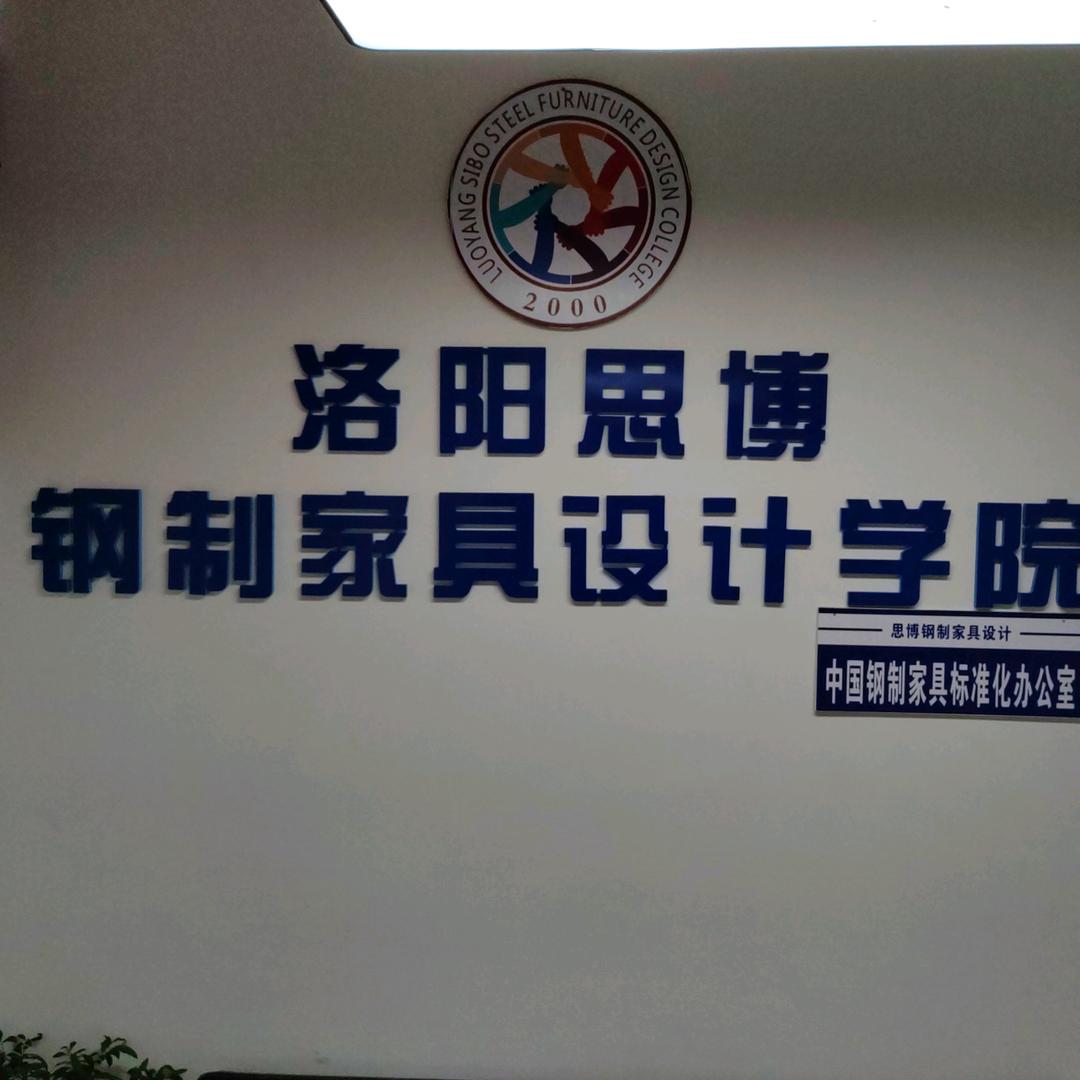 LUOYANG SIBO STEEL FURNITURE DESIGN COLLEGE
2000
洛阳思博
钢制家具设计学院
思博钢制家具设计
中国钢制家具标准化办公室